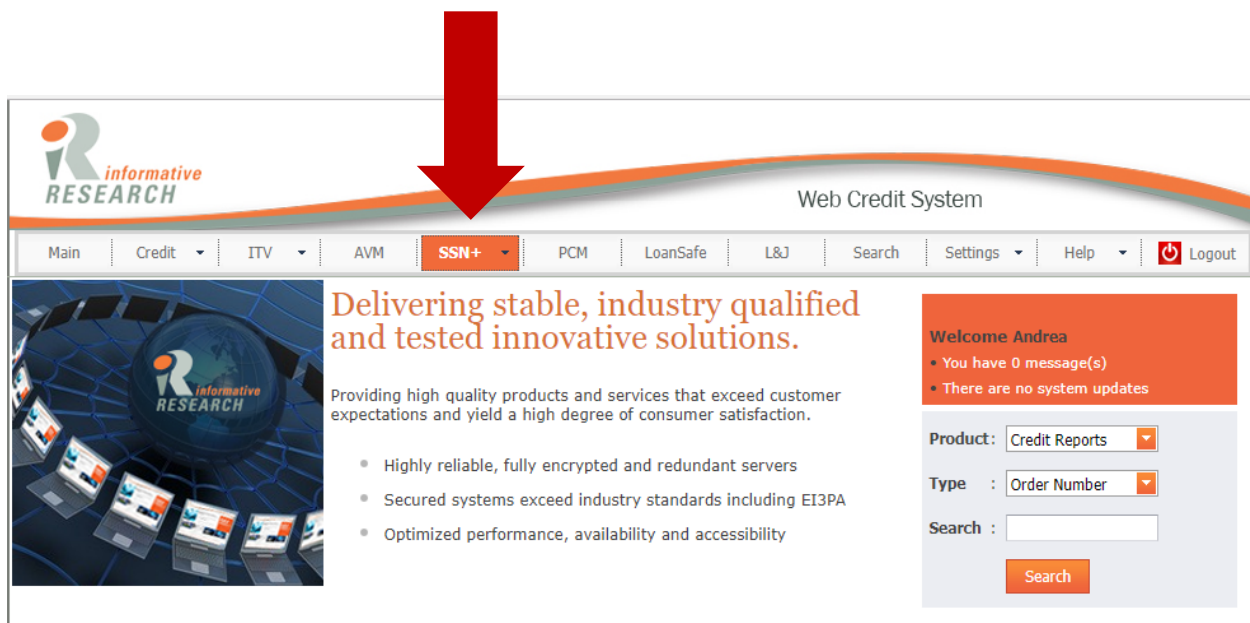 iR
informative
RESEARCH
Web Credit System
Main Credit ITV AVM SSN+ PCM LoanSafe L&J Search Settings Help Logout
Delivering stable, industry qualified
and tested innovative solutions.
Providing high quality products and services that exceed customer
expectations and yield a high degree of consumer satisfaction.
Highly reliable, fully encrypted and redundant servers
Secured systems exceed industry standards including EI3PA
Optimized performance, availability and accessibility
iR
informative
RESEARCH
Welcome Andrea
• You have 0 message(s)
• There are no system updates
Product: Credit Reports
Type : Order Number
Search :
Search